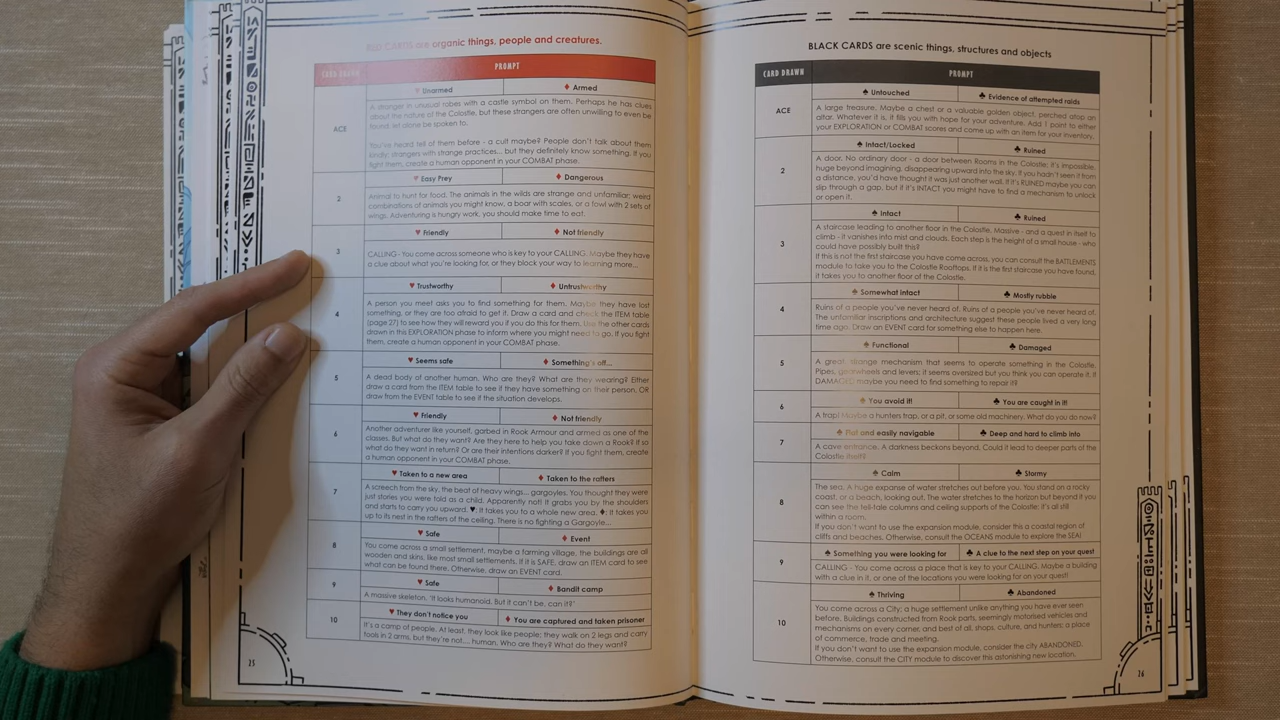 RED CARDS are organic things, people and creatures.
CARD DRAWN
PROMPT
ACE
♥ Unarmed
♦ Armed
A stranger in unusual robes with a castle symbol on them. Perhaps he has clues
about the nature of the Colostle, but these strangers are often unwilling to even be
found, let alone be spoken to.
You've heard tell of them before - a cult maybe? People don't talk about them
kindly; strangers with strange practices... but they definitely know something. If you
fight them, create a human opponent in your COMBAT phase.
2
♥ Easy Prey
♦ Dangerous
Animal to hunt for food. The animals in the wilds are strange and unfamiliar; weird
combinations of animals you might know, a boar with scales, or a fowl with 2 sets of
wings. Adventuring is hungry work, you should make time to eat.
3
♥ Friendly
♦ Not friendly
CALLING - You come across someone who is key to your CALLING. Maybe they have
a clue about what you're looking for, or they block your way to learning more...
4
♥ Trustworthy
♦ Untrustworthy
A person you meet asks you to find something for them. Maybe they have lost
something, or they are too afraid to get it. Draw a card and check the ITEM table
(page 27) to see how they will reward you if you do this for them. Use the other cards
drawn in this EXPLORATION phase to inform where you might need to go. If you fight
them, create a human opponent in your COMBAT phase.
5
♥ Seems safe
♦ Something's off...
A dead body of another human. Who are they? What are they wearing? Either
draw a card from the ITEM table to see if they have something on their person, OR
draw from the EVENT table to see if the situation develops.
6
♥ Friendly
♦ Not friendly
Another adventurer like yourself, garbed in Rook Armour and armed as one of the
classes. But what do they want? Are they here to help you take down a Rook? If so
what do they want in return? Or are their intentions darker? If you fight them, create
a human opponent in your COMBAT phase.
7
♥ Taken to a new area
♦ Taken to the rafters
A screech from the sky, the beat of heavy wings... gargoyles. You thought they were
just stories you were told as a child. Apparently not! It grabs you by the shoulders
and starts to carry you upward. ♥: it takes you to a whole new area. ♦: it takes you
up to its nest in the rafters of the ceiling. There is no fighting a Gargoyle...
8
♥ Safe
♦ Event
You come across a small settlement, maybe a farming village, the buildings are all
wooden and skins, like most small settlements. If it is SAFE, draw an ITEM card to see
what can be found there. Otherwise, draw an EVENT card.
9
♥ Safe
♦ Bandit camp
A massive skeleton. 'It looks humanoid. But it can't be, can it?'
10
♥ They don't notice you
♦ You are captured and taken prisoner
It's a camp of people. At least, they look like people; they walk on 2 legs and carry
tools in 2 arms, but they're not.... human. Who are they? What do they want?
25
BLACK CARDS are scenic things, structures and objects
CARD DRAWN
PROMPT
ACE
♠ Untouched
♣ Evidence of attempted raids
A large treasure. Maybe a chest or a valuable golden object, perched atop an
altar. Whatever it is, it fills you with hope for your adventure. Add 1 point to either
your EXPLORATION or COMBAT scores and come up with an item for your inventory.
2
♠ Intact/Locked
♣ Ruined
A door. No ordinary door - a door between Rooms in the Colostle; it's impossibly
huge beyond imagining, disappearing upward into the sky. If you hadn't seen it from
a distance, you'd have thought it was just another wall. If it's RUINED maybe you can
slip through a gap, but if it's INTACT you might have to find a mechanism to unlock
or open it.
3
♠ Intact
♣ Ruined
A staircase leading to another floor in the Colostle. Massive - and a quest in itself to
climb - it vanishes into mist and clouds. Each step is the height of a small house - who
could have possibly built this?
If this is not the first staircase you have come across, you can consult the BATTLEMENTS
module to take you to the Colostle Rooftops. If it is the first staircase you have found,
it takes you to another floor of the Colostle.
4
♠ Somewhat intact
♣ Mostly rubble
Ruins of a people you've never heard of. Ruins of a people you've never heard of.
The unfamiliar inscriptions and architecture suggest these people lived a very long
time ago. Draw an EVENT card for something else to happen here.
5
♠ Functional
♣ Damaged
A great, strange mechanism that seems to operate something in the Colostle.
Pipes, gearwheels and levers; it seems oversized but you think you can operate it. If
DAMAGED maybe you need to find something to repair it?
6
♠ You avoid it!
♣ You are caught in it!
A trap! Maybe a hunters trap, or a pit, or some old machinery. What do you do now?
7
♠ Flat and easily navigable
♣ Deep and hard to climb into
A cave entrance. A darkness beckons beyond. Could it lead to deeper parts of the
Colostle itself?
8
♠ Calm
♣ Stormy
The sea. A huge expanse of water stretches out before you. You stand on a rocky
coast, or a beach, looking out. The water stretches to the horizon but beyond it you
can see the tell-tale columns and ceiling supports of the Colostle: it's all still
within a room.
If you don't want to use the expansion module, consider this a coastal region of
cliffs and beaches. Otherwise, consult the OCEANS module to explore the SEA!
9
♠ Something you were looking for
♣ A clue to the next step on your quest
CALLING - You come across a place that is key to your CALLING. Maybe a building
with a clue in it, or one of the locations you were looking for on your quest!
10
♠ Thriving
♣ Abandoned
You come across a City; a huge settlement unlike anything you have ever seen
before. Buildings constructed from Rook parts, seemingly motorised vehicles and
mechanisms on every corner, and best of all, shops, culture, and hunters: a place
of commerce, trade and meeting.
If you don't want to use the expansion module, consider the city ABANDONED.
Otherwise, consult the CITY module to discover this astonishing new location.
26